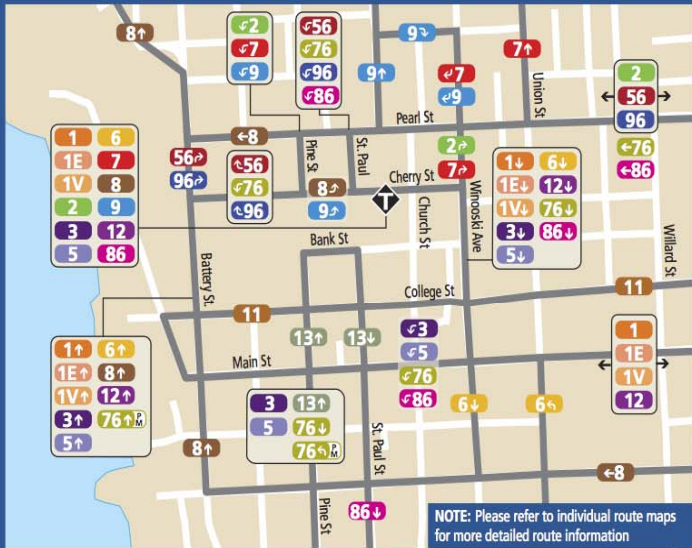 8↑
↶2
↶7
↶9
↶56
↶76
↶96
↶86
9↴
9↑
↲7
↲9
7↑
Union St
2
← 56 →
96
←76
←86
Pearl St
←8
1 6
1E 7
1V 8
2 9
3 12
5 86
56↱
96↱
Pine St
St. Paul
2↱
7↱
↰56
↶76
↰96
8⤴
9⤴
Cherry St
T
Church St
Winooski Ave
1↓ 6↓
1E↓ 12↓
1V↓ 76↓
3↓ 86↓
5↓
Willard St
Bank St
Battery St.
College St
11
11
13↑
13↓
↶3
↶5
↶76
↶86
1
← 1E →
1V
12
1↑ 6↑
1E↑ 8↑
1V↑ 12↑
3↑ 76↑ PM
5↑
Main St
3 13↑
5 76↓
76↰ PM
6↓
6↰
8↑
St. Paul St
←8
Pine St
86↓
NOTE: Please refer to individual route maps
for more detailed route information